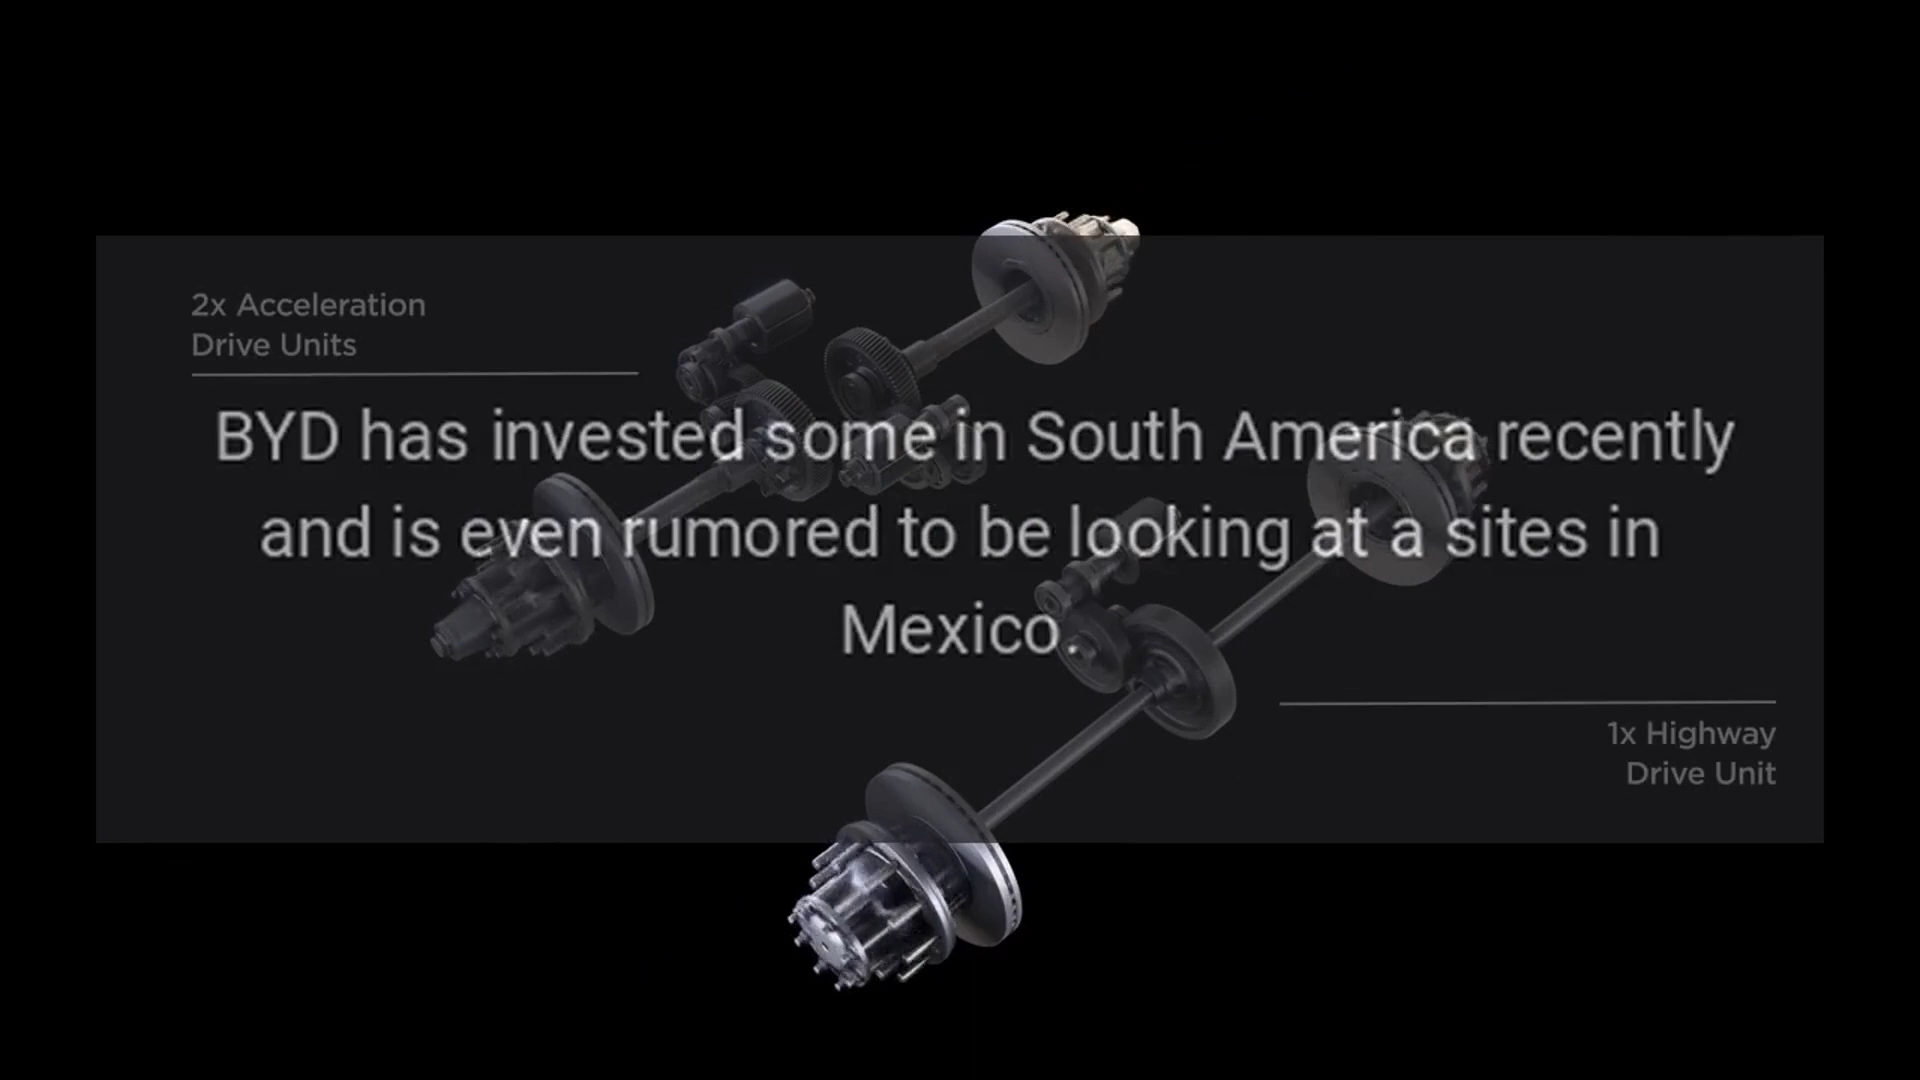 2x Acceleration
Drive Units
BYD has invested some in South America recently
and is even rumored to be looking at a sites in
Mexico.
1x Highway
Drive Unit